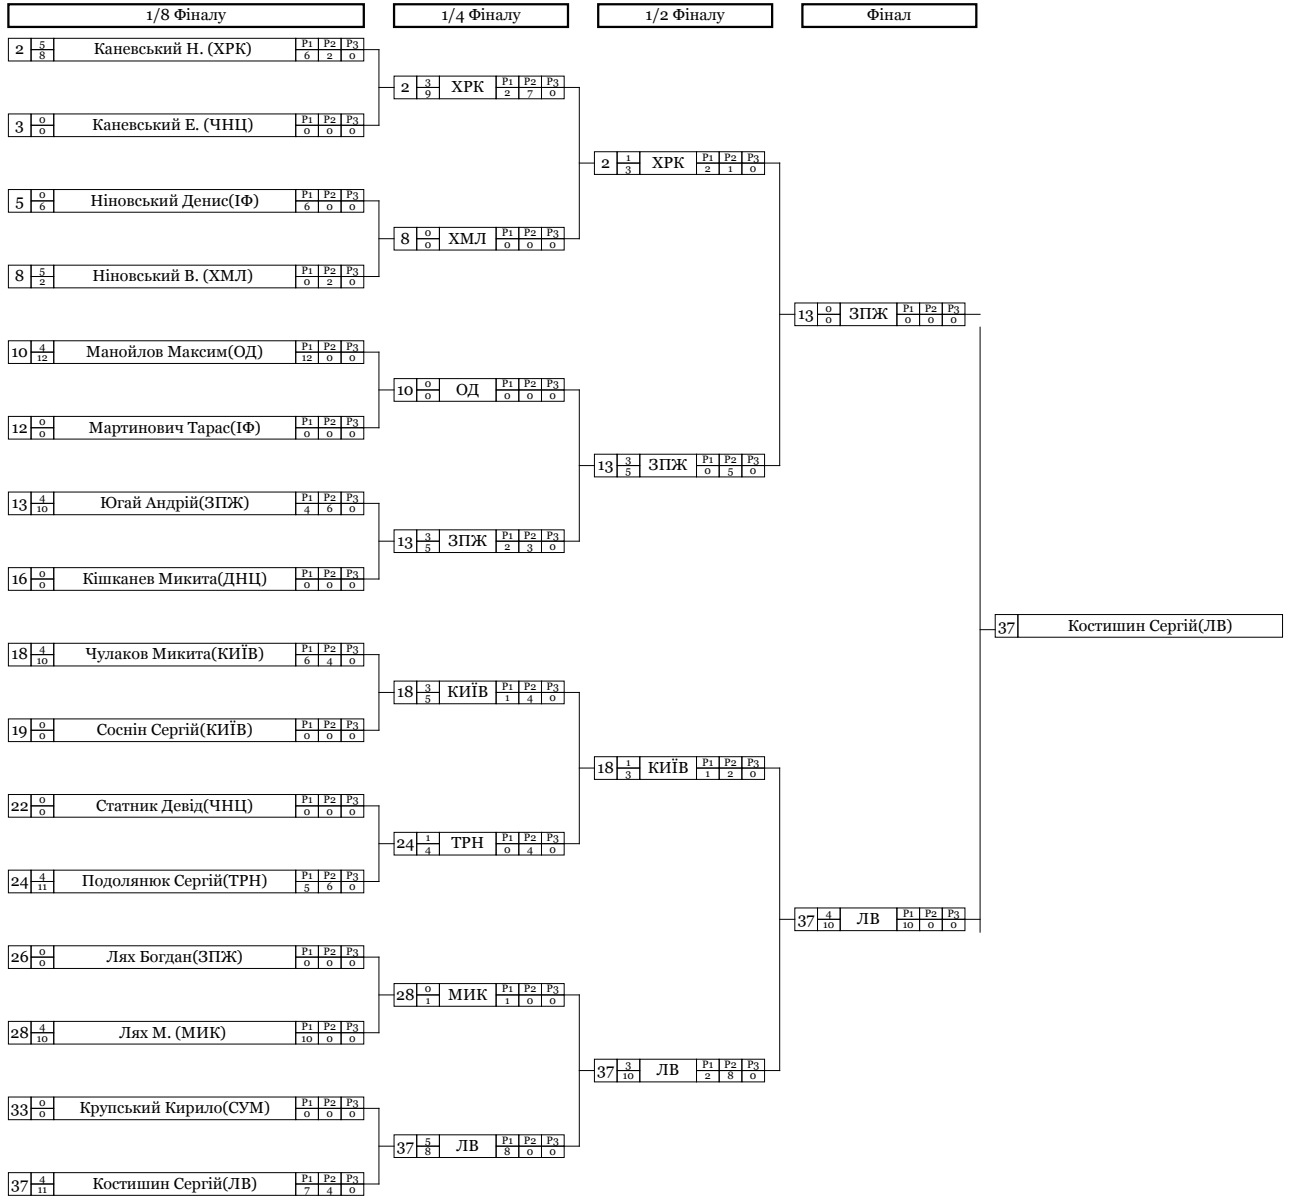 1/8 Фіналу 1/4 Фіналу 1/2 Фіналу Фінал
2 5 8 Каневський Н. (ХРК) P1 P2 P3 6 2 0
2 3 9 ХРК P1 P2 P3 2 7 0
3 0 0 Каневський Е. (ЧНЦ) P1 P2 P3 0 0 0
2 1 3 ХРК P1 P2 P3 2 1 0
5 0 6 Ніновський Денис(ІФ) P1 P2 P3 6 0 0
8 0 0 ХМЛ P1 P2 P3 0 0 0
8 5 2 Ніновський В. (ХМЛ) P1 P2 P3 0 2 0
13 0 0 ЗПЖ P1 P2 P3 0 0 0
10 4 12 Манойлов Максим(ОД) P1 P2 P3 12 0 0
10 0 0 ОД P1 P2 P3 0 0 0
12 0 0 Мартинович Тарас(ІФ) P1 P2 P3 0 0 0
13 3 5 ЗПЖ P1 P2 P3 0 5 0
13 4 10 Югай Андрій(ЗПЖ) P1 P2 P3 4 6 0
13 3 5 ЗПЖ P1 P2 P3 2 3 0
16 0 0 Кішканев Микита(ДНЦ) P1 P2 P3 0 0 0
37 Костишин Сергій(ЛВ)
18 4 10 Чулаков Микита(КИЇВ) P1 P2 P3 6 4 0
18 3 5 КИЇВ P1 P2 P3 1 4 0
19 0 0 Соснін Сергій(КИЇВ) P1 P2 P3 0 0 0
18 1 3 КИЇВ P1 P2 P3 1 2 0
22 0 0 Статник Девід(ЧНЦ) P1 P2 P3 0 0 0
24 1 4 ТРН P1 P2 P3 0 4 0
24 4 11 Подолянюк Сергій(ТРН) P1 P2 P3 5 6 0
37 4 10 ЛВ P1 P2 P3 10 0 0
26 0 0 Лях Богдан(ЗПЖ) P1 P2 P3 0 0 0
28 0 1 МИК P1 P2 P3 1 0 0
28 4 10 Лях М. (МИК) P1 P2 P3 10 0 0
37 3 10 ЛВ P1 P2 P3 2 8 0
33 0 0 Крупський Кирило(СУМ) P1 P2 P3 0 0 0
37 5 8 ЛВ P1 P2 P3 8 0 0
37 4 11 Костишин Сергій(ЛВ) P1 P2 P3 7 4 0